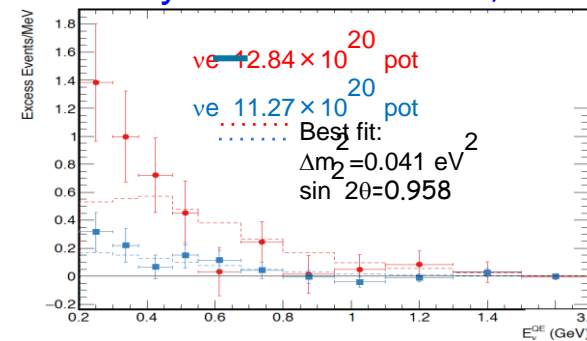 Excess Events/MeV
1.8
1.6
1.4
1.2
1
0.8
0.6
0.4
0.2
0
−0.2
νe 12.84 × 10^20 pot
νe 11.27 × 10^20 pot
Best fit:
Δm^2=0.041 eV^2
sin^2 2θ=0.958
0.2 0.4 0.6 0.8 1 1.2 1.4 3.
E_ν^QE (GeV)